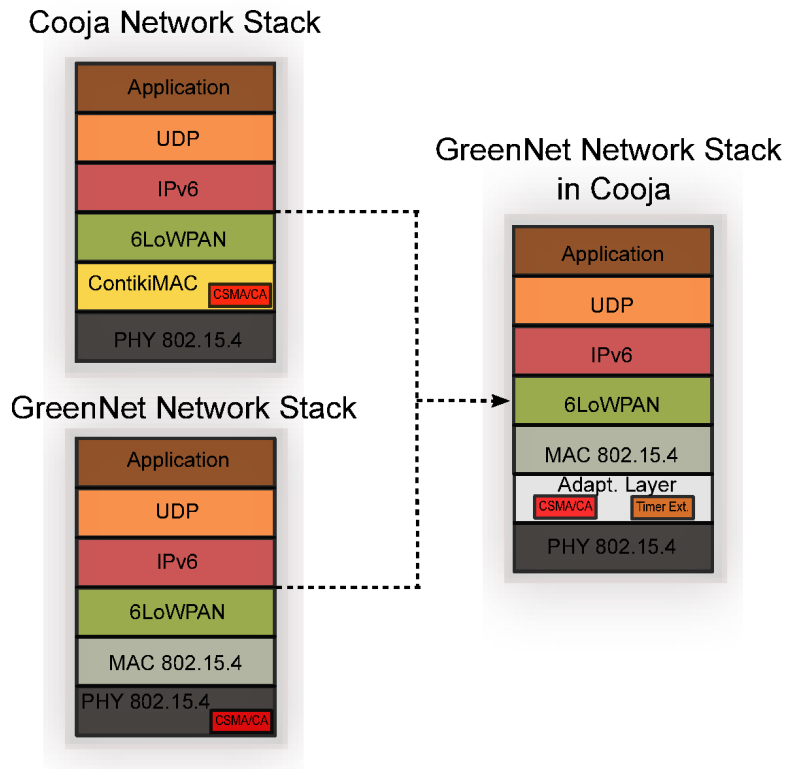 Cooja Network Stack
Application
UDP
IPv6
6LoWPAN
ContikiMAC
CSMA/CA
PHY 802.15.4
GreenNet Network Stack
Application
UDP
IPv6
6LoWPAN
MAC 802.15.4
PHY 802.15.4
CSMA/CA
GreenNet Network Stack
in Cooja
Application
UDP
IPv6
6LoWPAN
MAC 802.15.4
Adapt. Layer
CSMA/CA Timer Ext.
PHY 802.15.4